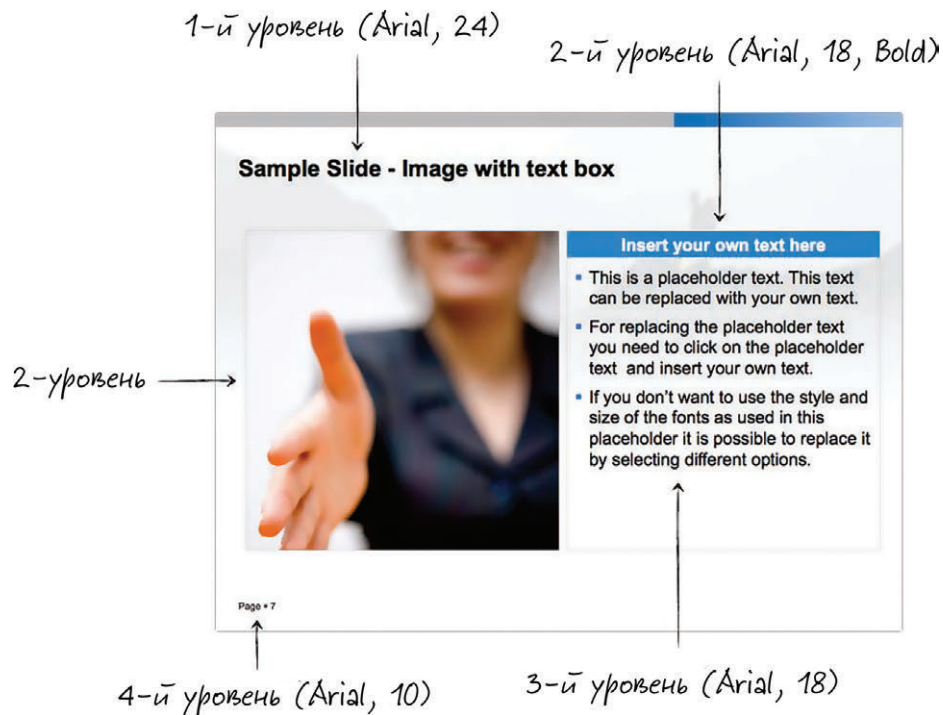 1-й уровень (Arial, 24)
2-й уровень (Arial, 18, Bold)
Sample Slide - Image with text box
Insert your own text here
▪ This is a placeholder text. This text
can be replaced with your own text.
▪ For replacing the placeholder text
you need to click on the placeholder
text and insert your own text.
▪ If you don't want to use the style and
size of the fonts as used in this
placeholder it is possible to replace it
by selecting different options.
2-уровень
Page ▪ 7
4-й уровень (Arial, 10)
3-й уровень (Arial, 18)